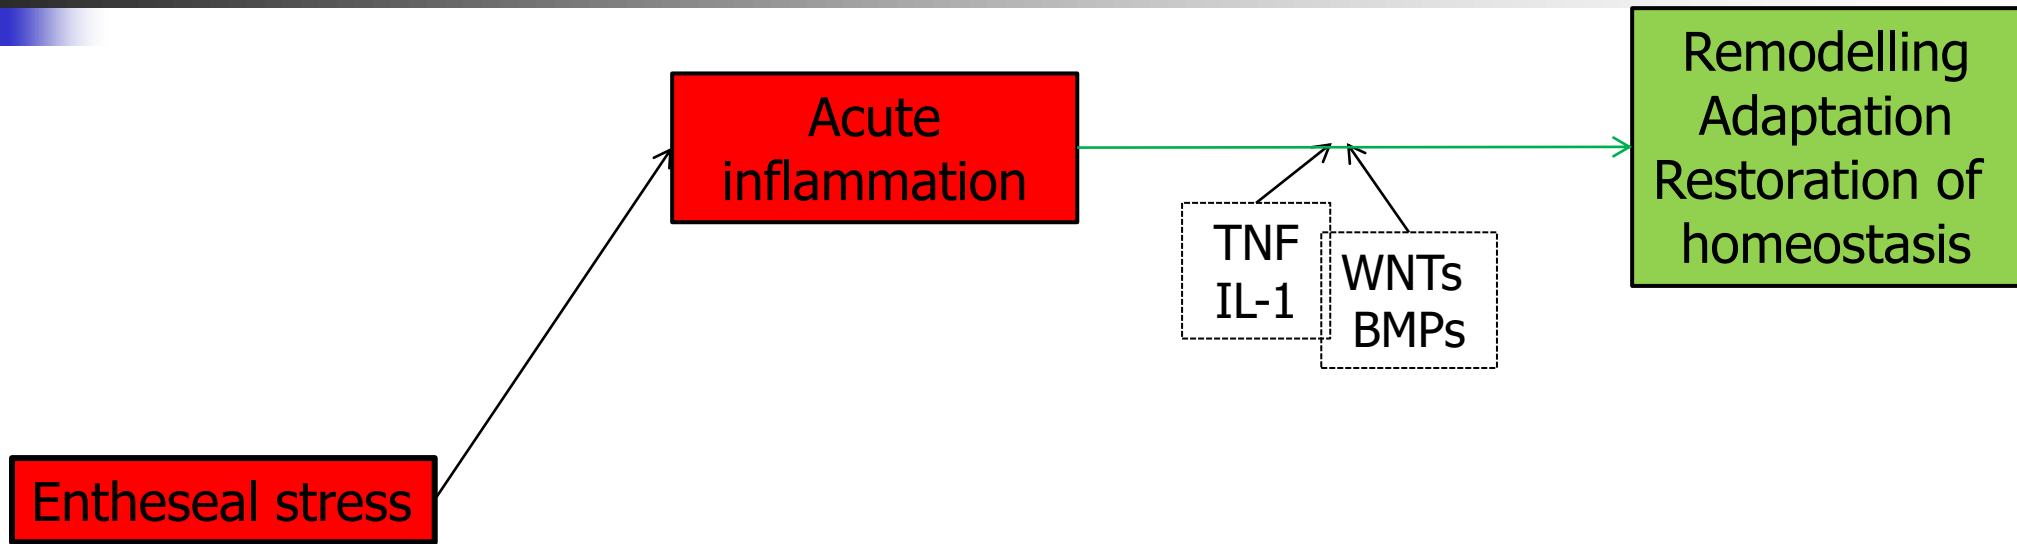 Remodelling
Adaptation
Restoration of
homeostasis
Acute
inflammation
TNF
IL-1
WNTs
BMPs
Entheseal stress